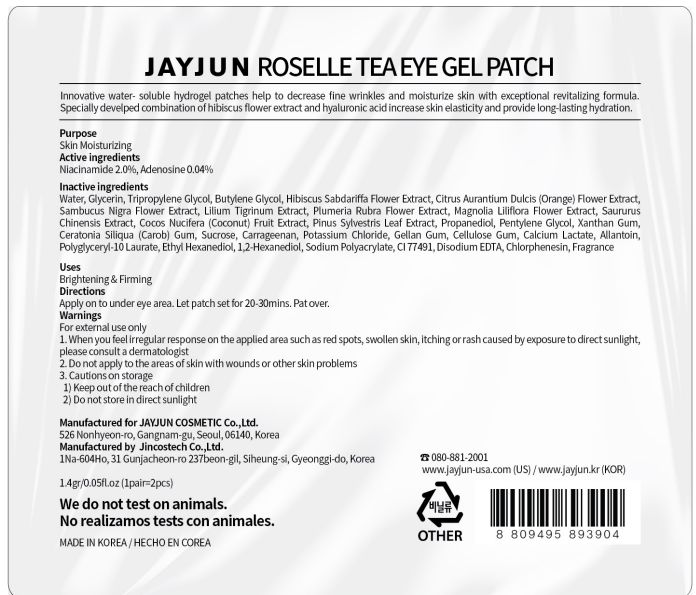 JAYJUN ROSELLE TEA EYE GEL PATCH
Innovative water- soluble hydrogel patches help to decrease fine wrinkles and moisturize skin with exceptional revitalizing formula.
Specially develped combination of hibiscus flower extract and hyaluronic acid increase skin elasticity and provide long-lasting hydration.
Purpose
Skin Moisturizing
Active ingredients
Niacinamide 2.0%, Adenosine 0.04%
Inactive ingredients
Water, Glycerin, Tripropylene Glycol, Butylene Glycol, Hibiscus Sabdariffa Flower Extract, Citrus Aurantium Dulcis (Orange) Flower Extract,
Sambucus Nigra Flower Extract, Lilium Tigrinum Extract, Plumeria Rubra Flower Extract, Magnolia Liliflora Flower Extract, Saururus
Chinensis Extract, Cocos Nucifera (Coconut) Fruit Extract, Pinus Sylvestris Leaf Extract, Propanediol, Pentylene Glycol, Xanthan Gum,
Ceratonia Siliqua (Carob) Gum, Sucrose, Carrageenan, Potassium Chloride, Gellan Gum, Cellulose Gum, Calcium Lactate, Allantoin,
Polyglyceryl-10 Laurate, Ethyl Hexanediol, 1,2-Hexanediol, Sodium Polyacrylate, CI 77491, Disodium EDTA, Chlorphenesin, Fragrance
Uses
Brightening & Firming
Directions
Apply on to under eye area. Let patch set for 20-30mins. Pat over.
Warnings
For external use only
1. When you feel irregular response on the applied area such as red spots, swollen skin, itching or rash caused by exposure to direct sunlight,
please consult a dermatologist
2. Do not apply to the areas of skin with wounds or other skin problems
3. Cautions on storage
1) Keep out of the reach of children
2) Do not store in direct sunlight
Manufactured for JAYJUN COSMETIC Co.,Ltd.
526 Nonhyeon-ro, Gangnam-gu, Seoul, 06140, Korea
Manufactured by Jincostech Co.,Ltd.
1Na-604Ho, 31 Gunjacheon-ro 237beon-gil, Siheung-si, Gyeonggi-do, Korea
☎ 080-881-2001
www.jayjun-usa.com (US) / www.jayjun.kr (KOR)
1.4gr/0.05fl.oz (1pair=2pcs)
We do not test on animals.
No realizamos tests con animales.
MADE IN KOREA / HECHO EN COREA
비닐류
OTHER
8 809495 893904